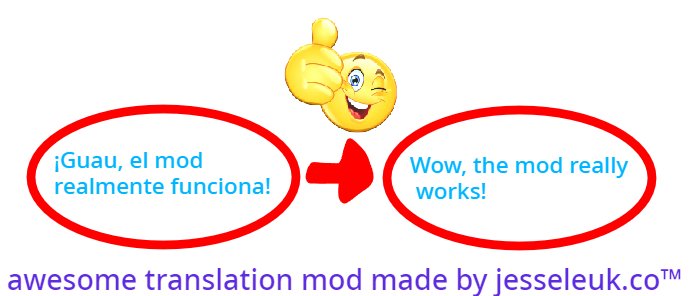 ¡Guau, el mod
realmente funciona!
Wow, the mod really
works!
awesome translation mod made by jesseleuk.co™